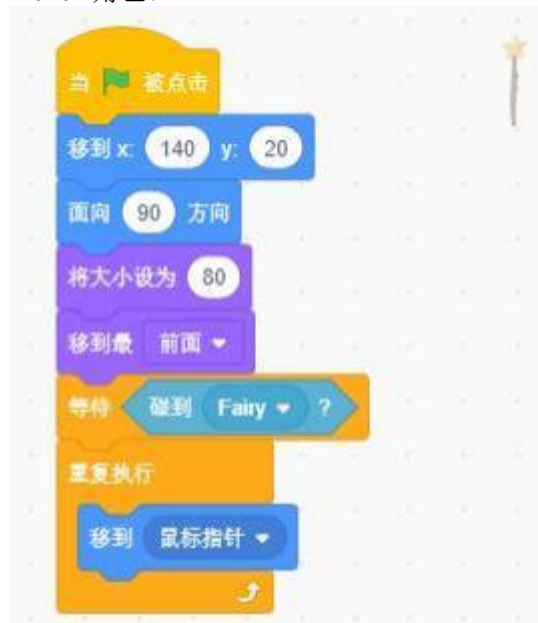 当 被点击
移到 x: 140 y: 20
面向 90 方向
将大小设为 80
移到最 前面
等待 碰到 Fairy ?
重复执行
移到 鼠标指针